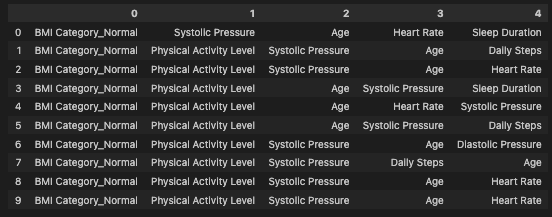 0 1 2 3 4
0 BMI Category_Normal Systolic Pressure Age Heart Rate Sleep Duration
1 BMI Category_Normal Physical Activity Level Systolic Pressure Age Daily Steps
2 BMI Category_Normal Physical Activity Level Systolic Pressure Age Heart Rate
3 BMI Category_Normal Physical Activity Level Age Systolic Pressure Sleep Duration
4 BMI Category_Normal Physical Activity Level Age Heart Rate Systolic Pressure
5 BMI Category_Normal Physical Activity Level Age Systolic Pressure Daily Steps
6 BMI Category_Normal Physical Activity Level Systolic Pressure Age Diastolic Pressure
7 BMI Category_Normal Physical Activity Level Systolic Pressure Daily Steps Age
8 BMI Category_Normal Physical Activity Level Systolic Pressure Age Heart Rate
9 BMI Category_Normal Physical Activity Level Systolic Pressure Age Heart Rate